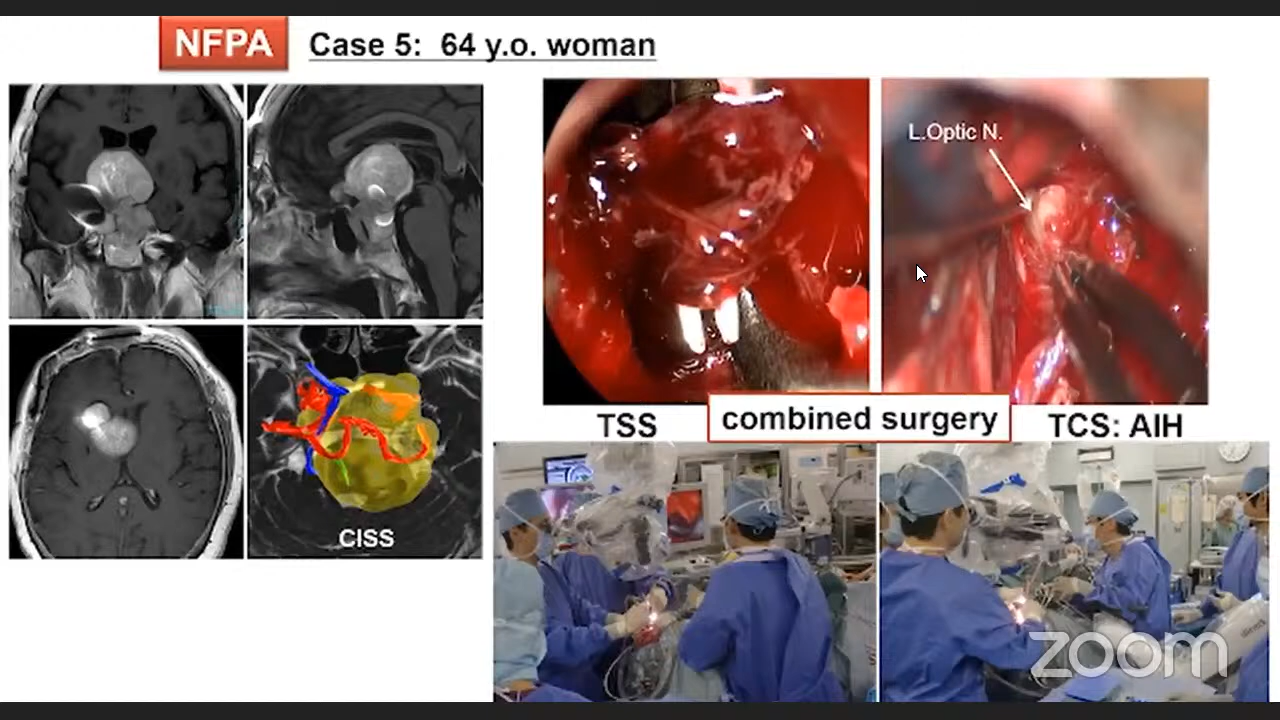 NFPA
Case 5: 64 y.o. woman
L.Optic N.
CISS
TSS
combined surgery
TCS: AIH
zoom